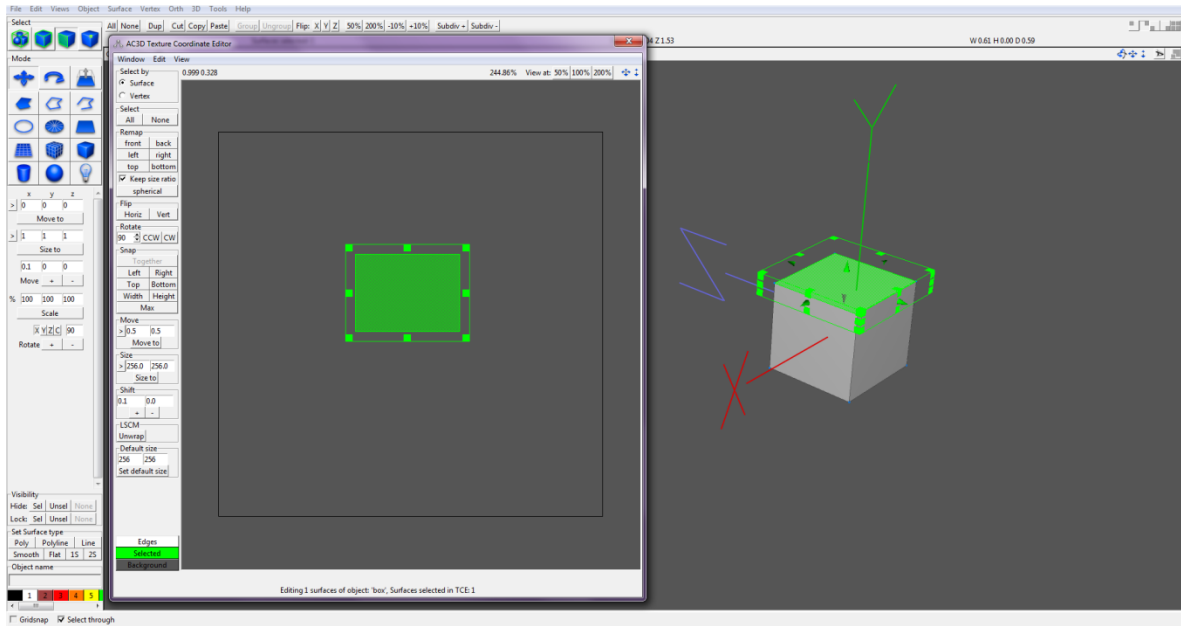 File Edit Views Object Surface Vertex Orth 3D Tools Help
Select
All None Dup Cut Copy Paste Group Ungroup Flip: X Y Z 50% 200% -10% +10% Subdiv + Subdiv -
AC3D Texture Coordinate Editor
Z 1.53
W 0.61 H 0.00 D 0.59
Mode
Window Edit View
Select by
0.999 0.328
244.86% View at: 50% 100% 200%
Surface
Vertex
Select
All None
Remap
front back
left right
top bottom
Keep size ratio
spherical
Flip
Horiz Vert
Rotate
90 CCW CW
Snap
Together
Left Right
Top Bottom
Width Height
Max
Move
> 0.5 0.5
Move to
Size
> 256.0 256.0
Size to
Shift
0.1 0.0
+ -
LSCM
Unwrap
Default size
256 256
Set default size
Edges
Selected
Background
Editing 1 surfaces of object: 'box', Surfaces selected in TCE: 1
x y z
> 0 0 0
Move to
> 1 1 1
Size to
0.1 0 0
Move + -
% 100 100 100
Scale
X Y Z C 90
Rotate + -
Visibility
Hide: Sel Unsel None
Lock: Sel Unsel None
Set Surface type
Poly Polyline Line
Smooth Flat 1S 2S
Object name
1 2 3 4 5
Gridsnap Select through
Y
Z
X